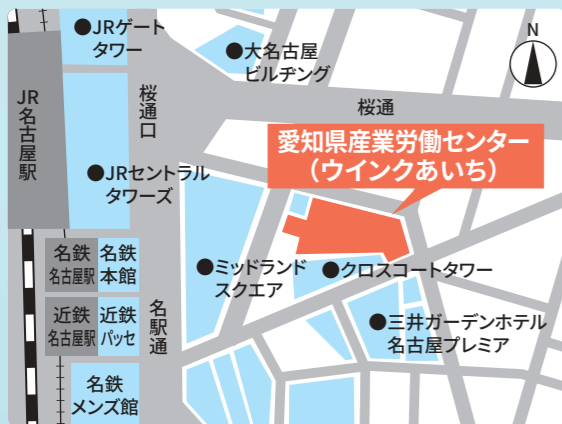 ●JRゲート
タワー
●大名古屋
ビルヂング
N
JR名古屋駅
桜通口
桜通
愛知県産業労働センター
(ウインクあいち)
●JRセントラル
タワーズ
名鉄
名古屋駅
名鉄
本館
●ミッドランド
スクエア
●クロスコートタワー
近鉄
名古屋駅
近鉄
パッセ
名駅通
●三井ガーデンホテル
名古屋プレミア
名鉄
メンズ館